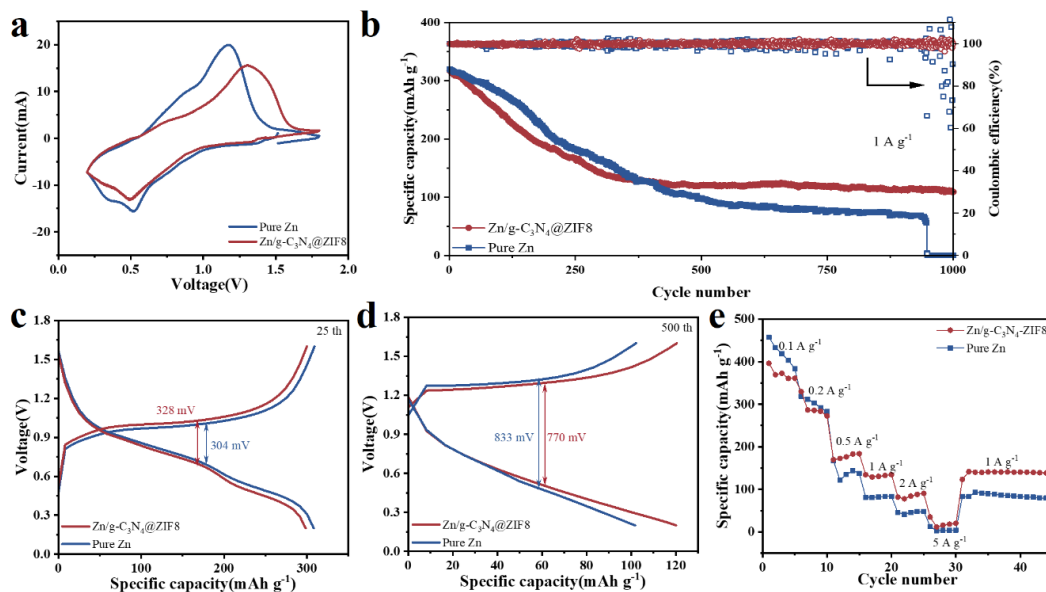 a
20
10
0
-10
-20
Current(mA)
0.0
0.5
1.0
1.5
2.0
Voltage(V)
Pure Zn
Zn/g-C₃N₄@ZIF8
b
400
300
200
100
0
Specific capacity(mAh g⁻¹)
100
80
60
40
20
0
Coulombic efficiency(%)
1 A g⁻¹
Zn/g-C₃N₄@ZIF8
Pure Zn
0
250
500
750
1000
Cycle number
c
25 th
1.8
1.5
1.2
0.9
0.6
0.3
0.0
Voltage(V)
328 mV
304 mV
Zn/g-C₃N₄@ZIF8
Pure Zn
0
50
100
150
200
250
300
Specific capacity(mAh g⁻¹)
d
500 th
1.8
1.5
1.2
0.9
0.6
0.3
0.0
Voltage(V)
833 mV
770 mV
Zn/g-C₃N₄@ZIF8
Pure Zn
0
20
40
60
80
100
120
Specific capacity(mAh g⁻¹)
e
500
400
300
200
100
0
Specific capacity(mAh g⁻¹)
Zn/g-C₃N₄-ZIF8
Pure Zn
0.1 A g⁻¹
0.2 A g⁻¹
0.5 A g⁻¹
1 A g⁻¹
2 A g⁻¹
5 A g⁻¹
1 A g⁻¹
0
10
20
30
40
Cycle number